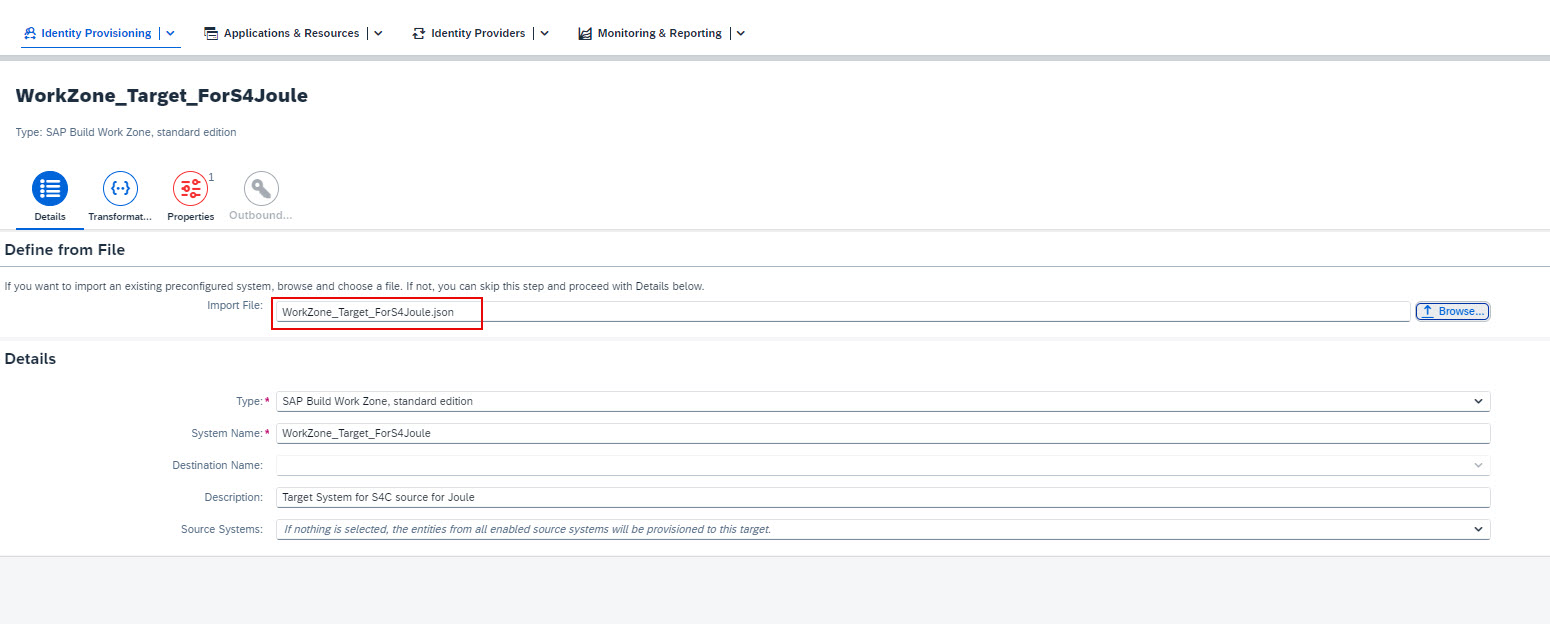 Identity Provisioning Applications & Resources Identity Providers Monitoring & Reporting
WorkZone_Target_ForS4Joule
Type: SAP Build Work Zone, standard edition
1
Details Transformat... Properties Outbound...
Define from File
If you want to import an existing preconfigured system, browse and choose a file. If not, you can skip this step and proceed with Details below.
Import File: WorkZone_Target_ForS4Joule.json Browse...
Details
Type:* SAP Build Work Zone, standard edition
System Name:* WorkZone_Target_ForS4Joule
Destination Name:
Description: Target System for S4C source for Joule
Source Systems: If nothing is selected, the entities from all enabled source systems will be provisioned to this target.